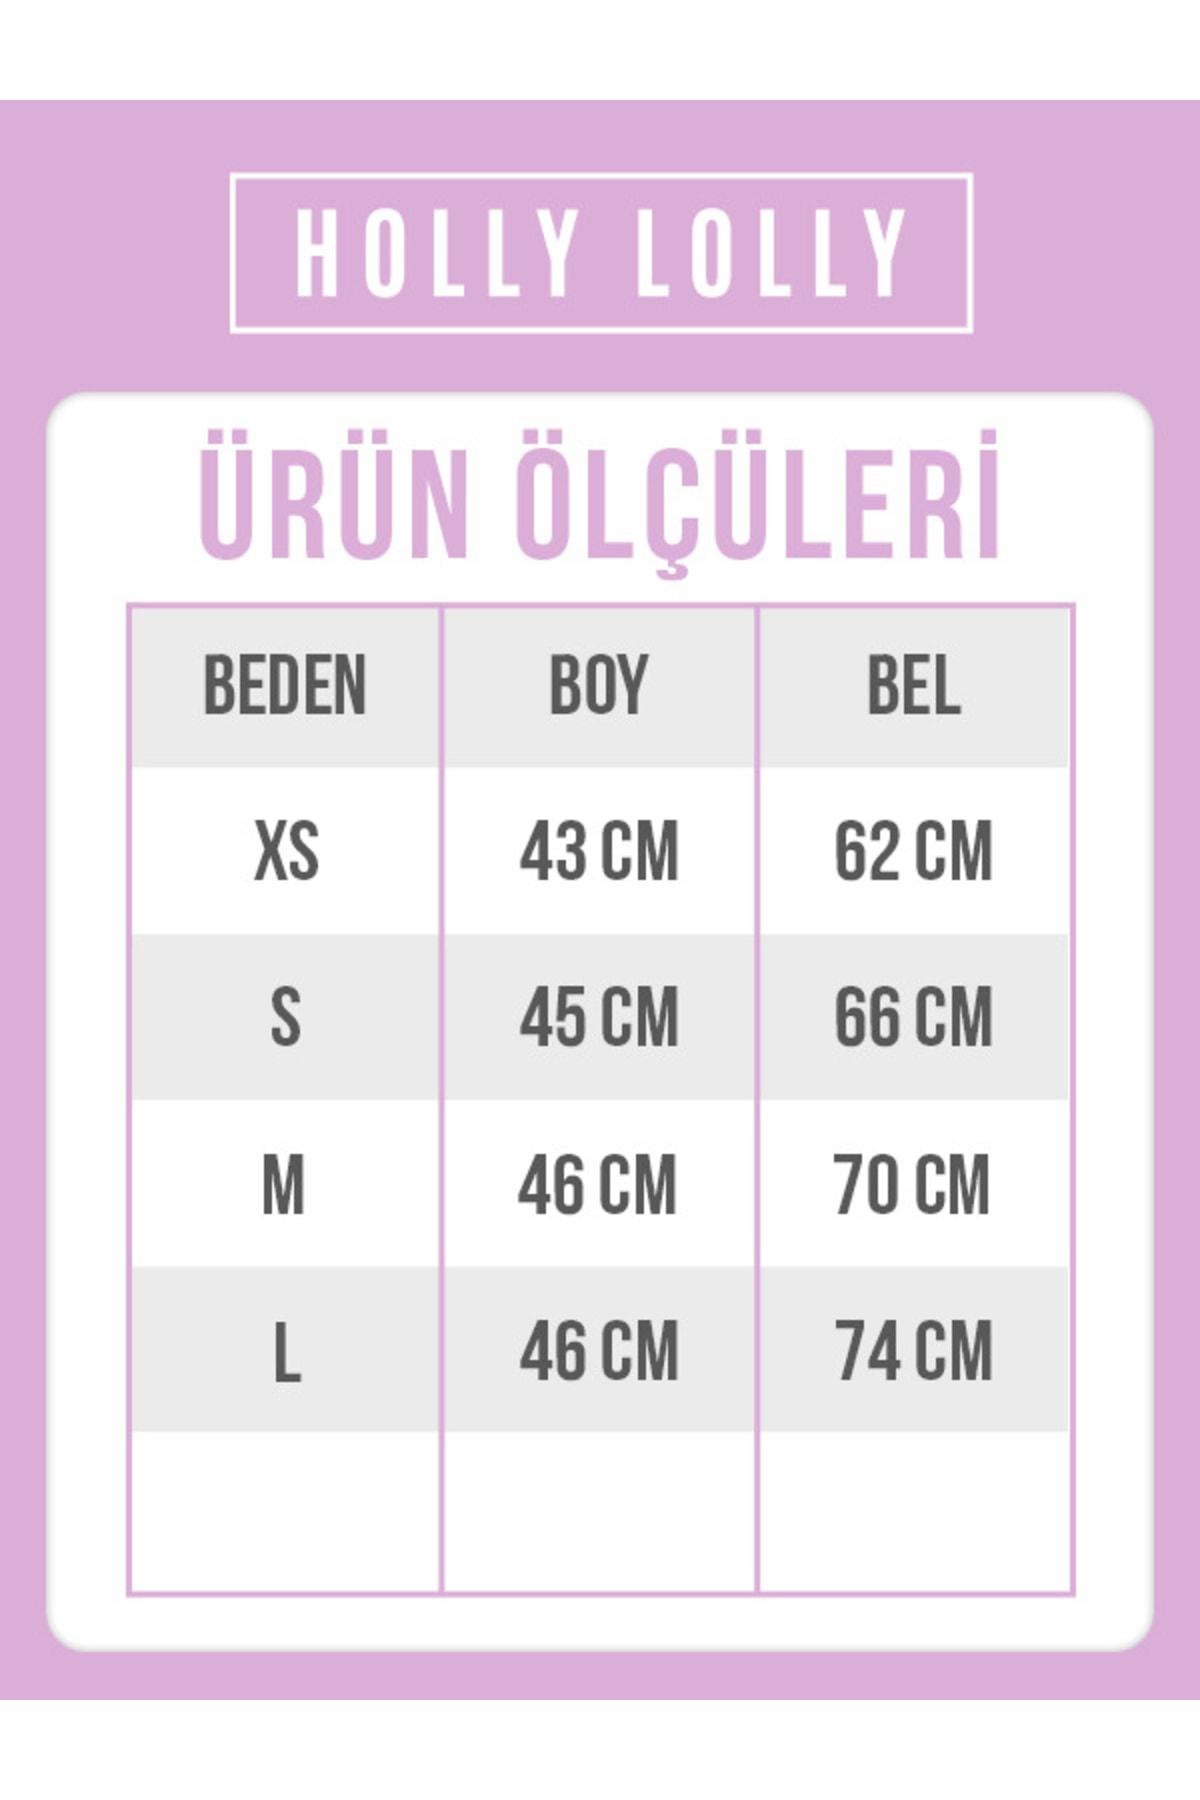 HOLLY LOLLY
ÜRÜN ÖLÇÜLERİ
BEDEN BOY BEL
XS 43 CM 62 CM
S 45 CM 66 CM
M 46 CM 70 CM
L 46 CM 74 CM